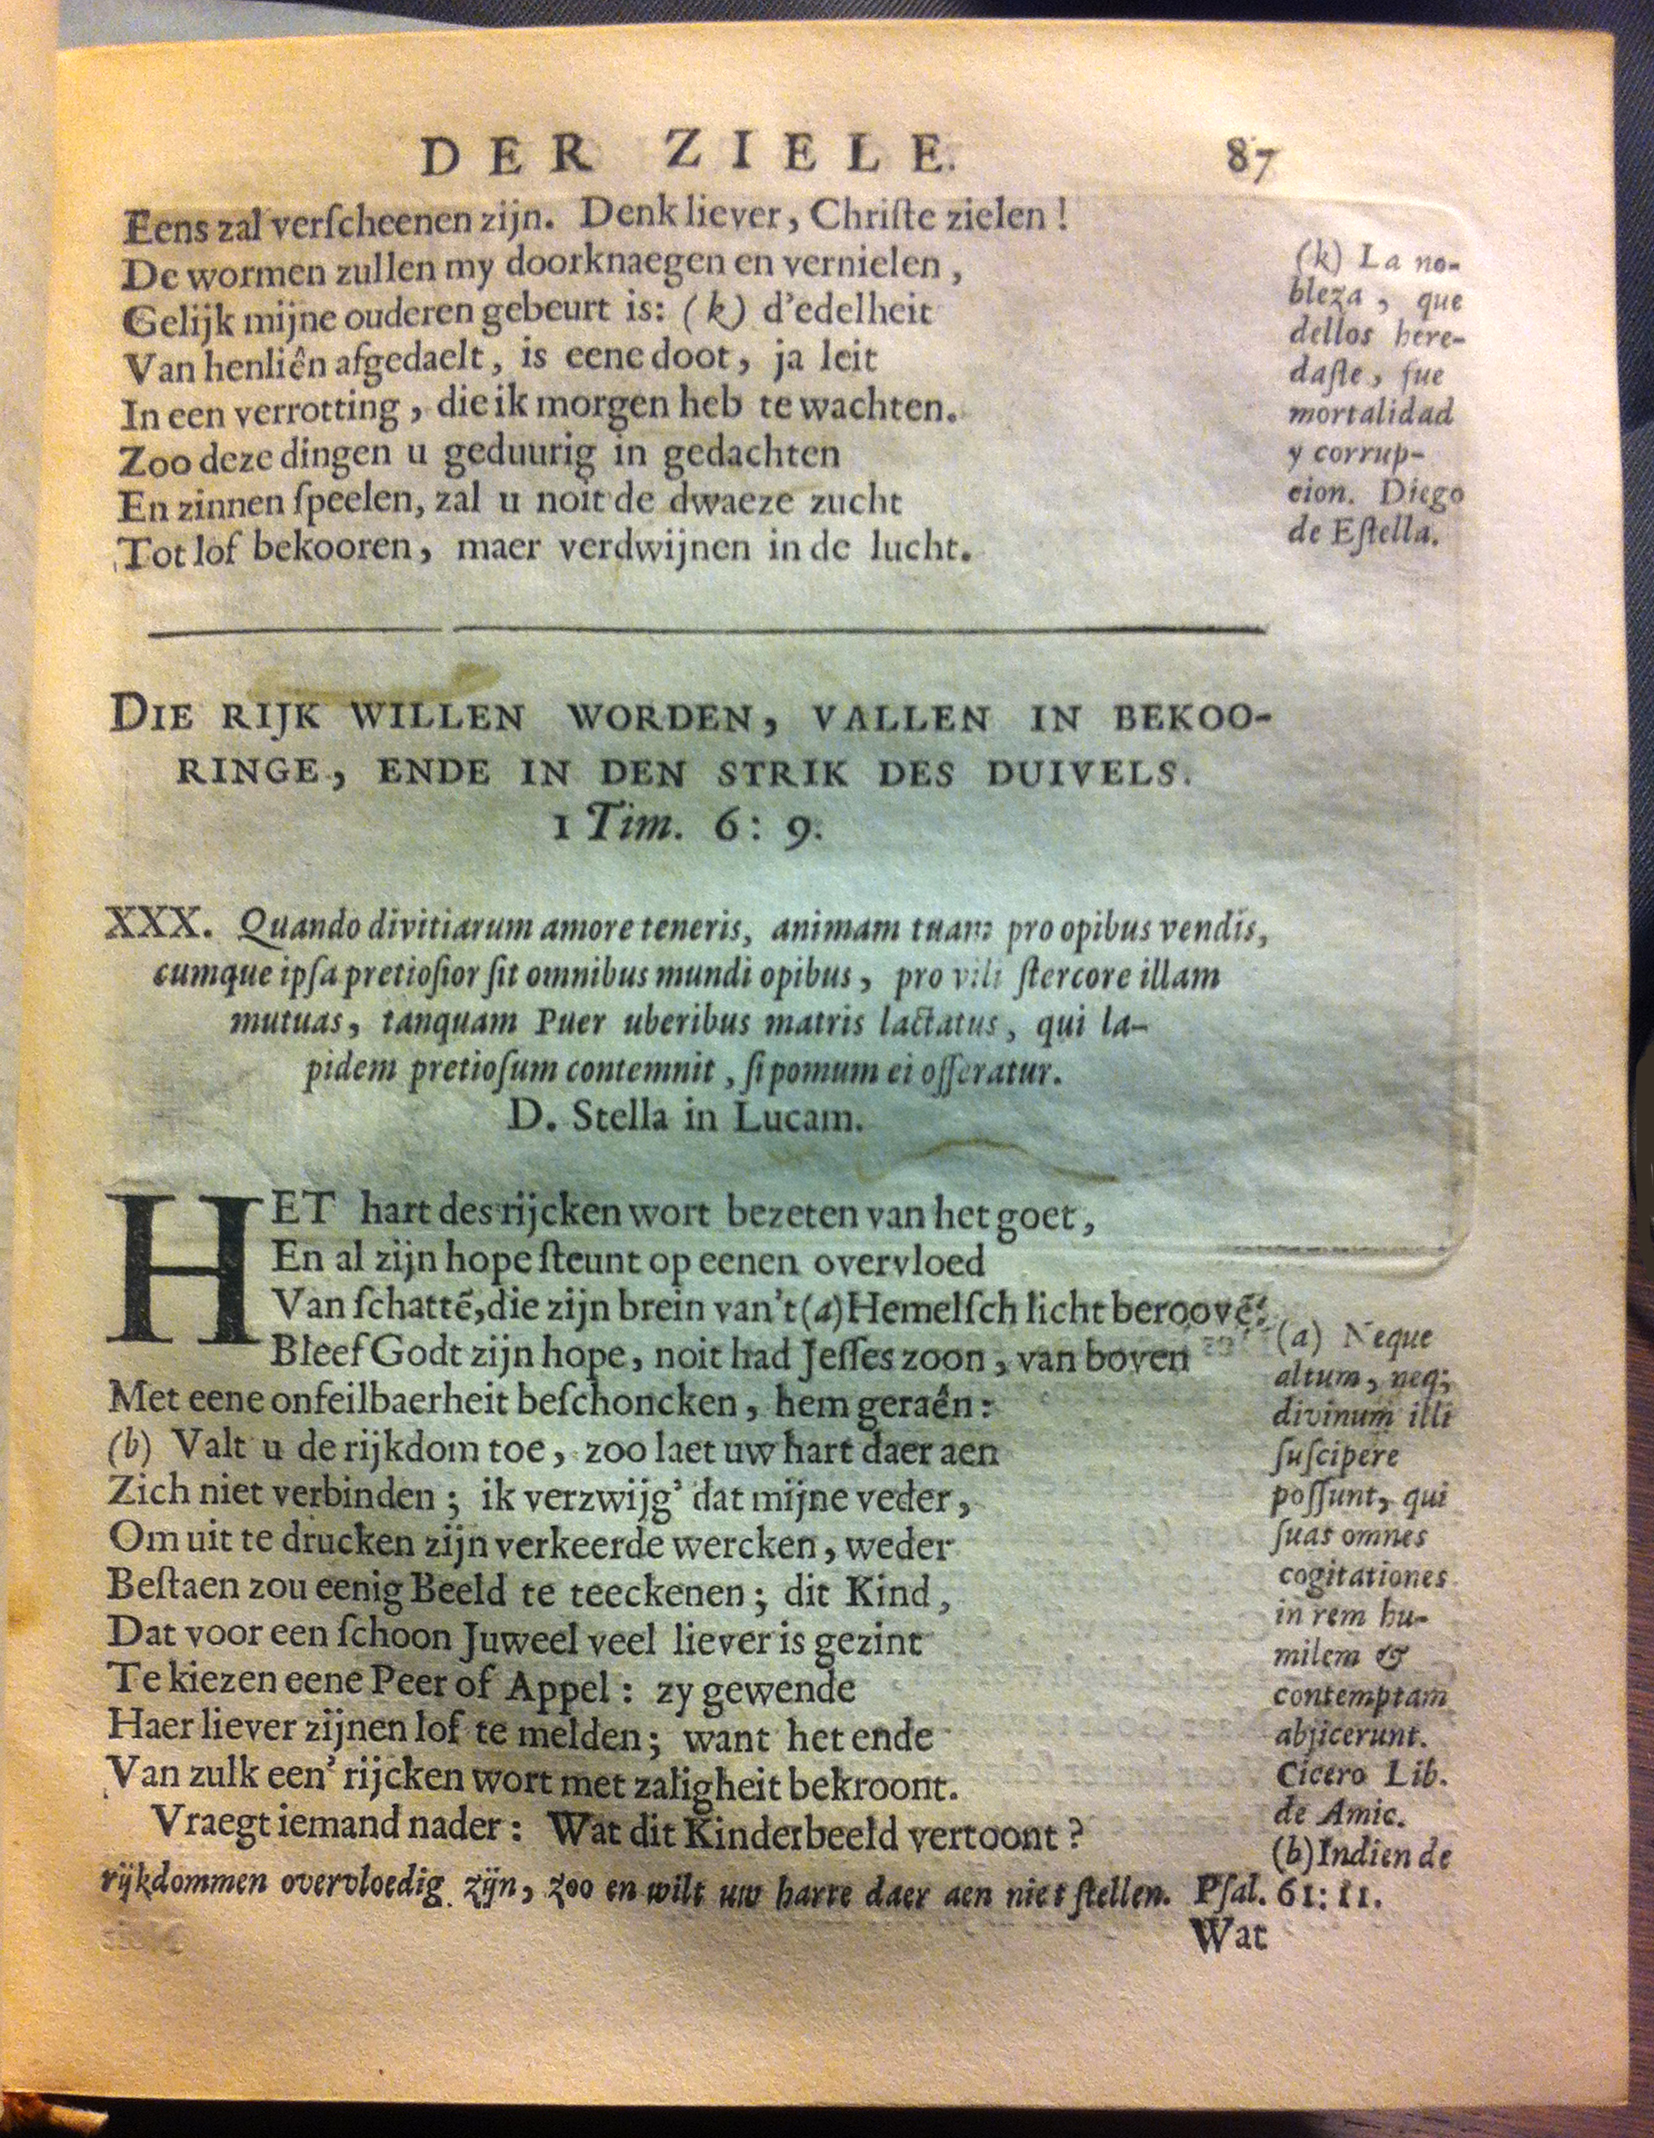 DER ZIELE. 87
Eens zal verſcheenen zijn. Denk liever, Chriſte zielen !
De wormen zullen my doorknaegen en vernielen ,
Gelijk mijne ouderen gebeurt is: (k) d'edelheit
Van henliên afgedaelt, is eene doot, ja leit
In een verrotting, die ik morgen heb te wachten.
Zoo deze dingen u geduurig in gedachten
En zinnen ſpeelen, zal u noit de dwaeze zucht
Tot lof bekooren, maer verdwijnen in de lucht.
(k) La no-
bleza, que
dellos here-
daſte, fue
mortalidad
y corrup-
cion. Diego
de Eſtella.
DIE RIJK WILLEN WORDEN, VALLEN IN BEKOO-
RINGE, ENDE IN DEN STRIK DES DUIVELS.
1 Tim. 6: 9.
XXX. Quando divitiarum amore teneris, animam tuam pro opibus vendis,
cumque ipſa pretioſior ſit omnibus mundi opibus, pro vili ſtercore illam
mutuas, tanquam Puer uberibus matris lactatus, qui la-
pidem pretioſum contemnit, ſi pomum ei offeratur.
D. Stella in Lucam.
HET hart des rijcken wort bezeten van het goet,
En al zijn hope ſteunt op eenen overvloed
Van ſchattẽ, die zijn brein van't (a) Hemelſch licht beroovẽ:
Bleef Godt zijn hope, noit had Jeſſes zoon, van boven
Met eene onfeilbaerheit beſchoncken, hem geraên:
(b) Valt u de rijkdom toe, zoo laet uw hart daer aen
Zich niet verbinden; ik verzwijg' dat mijne veder,
Om uit te drucken zijn verkeerde wercken, weder
Beſtaen zou eenig Beeld te teeckenen; dit Kind,
Dat voor een ſchoon Juweel veel liever is gezint
Te kiezen eene Peer of Appel: zy gewende
Haer liever zijnen lof te melden; want het ende
Van zulk een' rijcken wort met zaligheit bekroont.
Vraegt iemand nader: Wat dit Kinderbeeld vertoont?
(a) Neque
altum, neq;
divinum illi
ſuſcipere
poſſunt, qui
ſuas omnes
cogitationes
in rem hu-
milem &
contemptam
abjicerunt.
Cicero Lib.
de Amic.
(b) Indien de
rijkdommen overvloedig zijn, zoo en wilt uw harte daer aen niet ſtellen. Pſal. 61: 11.
Wat